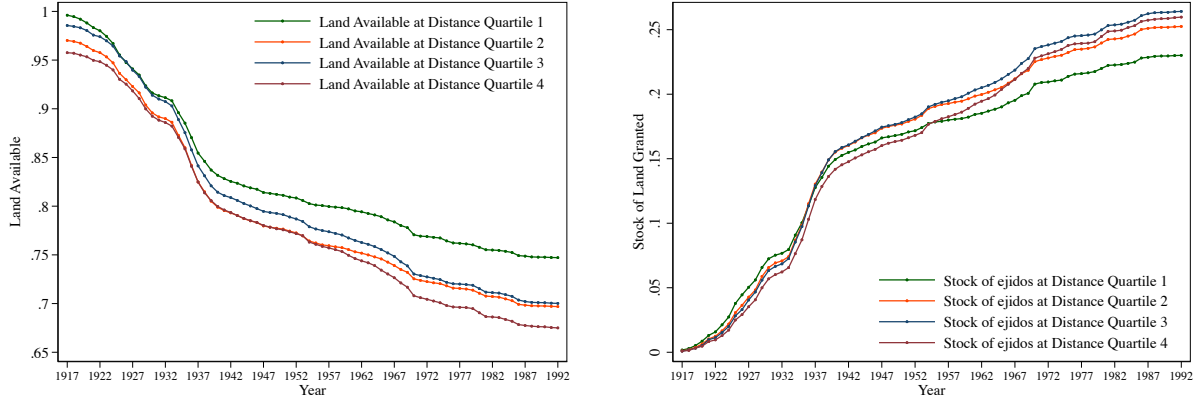 Land Available
1
.95
.9
.85
.8
.75
.7
.65
Land Available at Distance Quartile 1
Land Available at Distance Quartile 2
Land Available at Distance Quartile 3
Land Available at Distance Quartile 4
1917 1922 1927 1932 1937 1942 1947 1952 1957 1962 1967 1972 1977 1982 1987 1992
Year
Stock of Land Granted
.25
.2
.15
.1
.05
0
Stock of ejidos at Distance Quartile 1
Stock of ejidos at Distance Quartile 2
Stock of ejidos at Distance Quartile 3
Stock of ejidos at Distance Quartile 4
1917 1922 1927 1932 1937 1942 1947 1952 1957 1962 1967 1972 1977 1982 1987 1992
Year